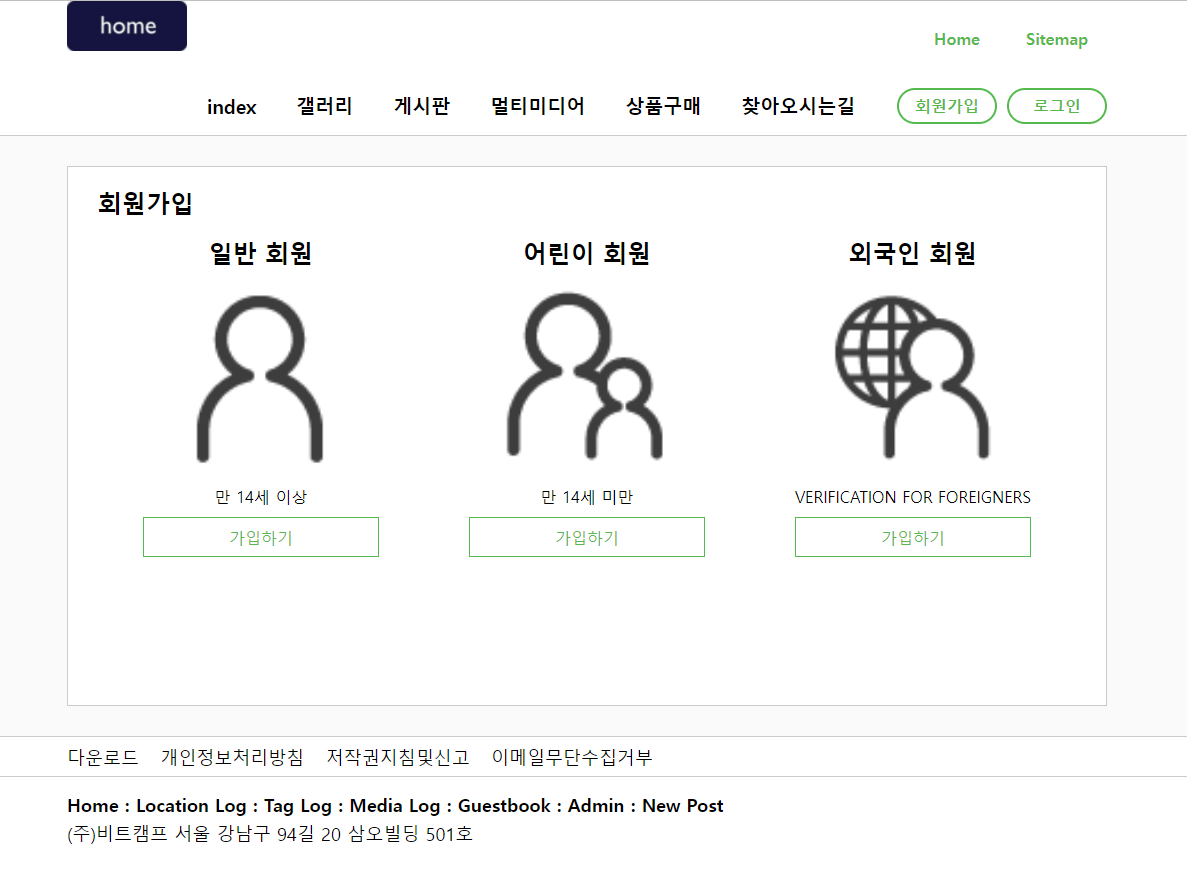 home
Home Sitemap
index 갤러리 게시판 멀티미디어 상품구매 찾아오시는길 회원가입 로그인
회원가입
일반 회원 어린이 회원 외국인 회원
만 14세 이상 만 14세 미만 VERIFICATION FOR FOREIGNERS
가입하기 가입하기 가입하기
다운로드 개인정보처리방침 저작권지침및신고 이메일무단수집거부
Home : Location Log : Tag Log : Media Log : Guestbook : Admin : New Post
(주)비트캠프 서울 강남구 94길 20 삼오빌딩 501호